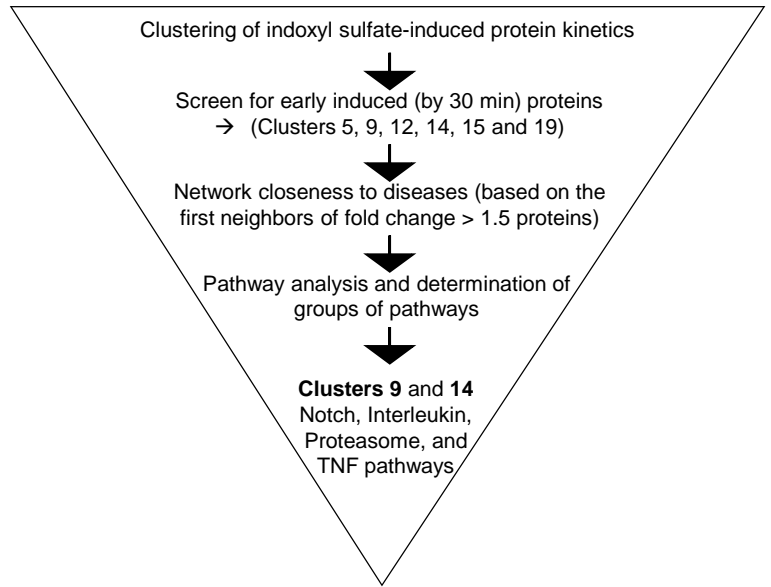 Clustering of indoxyl sulfate-induced protein kinetics
Screen for early induced (by 30 min) proteins
→ (Clusters 5, 9, 12, 14, 15 and 19)
Network closeness to diseases (based on the
first neighbors of fold change > 1.5 proteins)
Pathway analysis and determination of
groups of pathways
Clusters 9 and 14
Notch, Interleukin,
Proteasome, and
TNF pathways